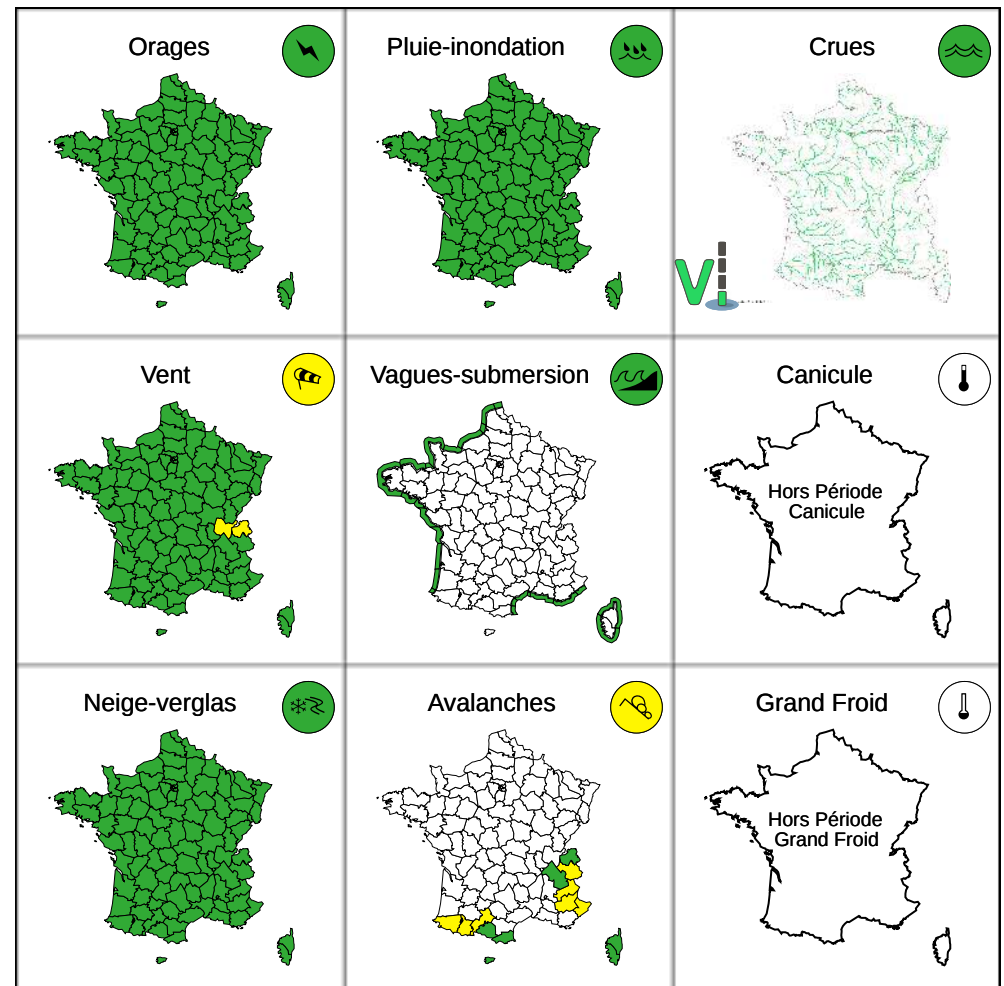 Orages
Pluie-inondation
Crues
Vi
Vent
Vagues-submersion
Canicule
Hors Période
Canicule
Neige-verglas
Avalanches
Grand Froid
Hors Période
Grand Froid